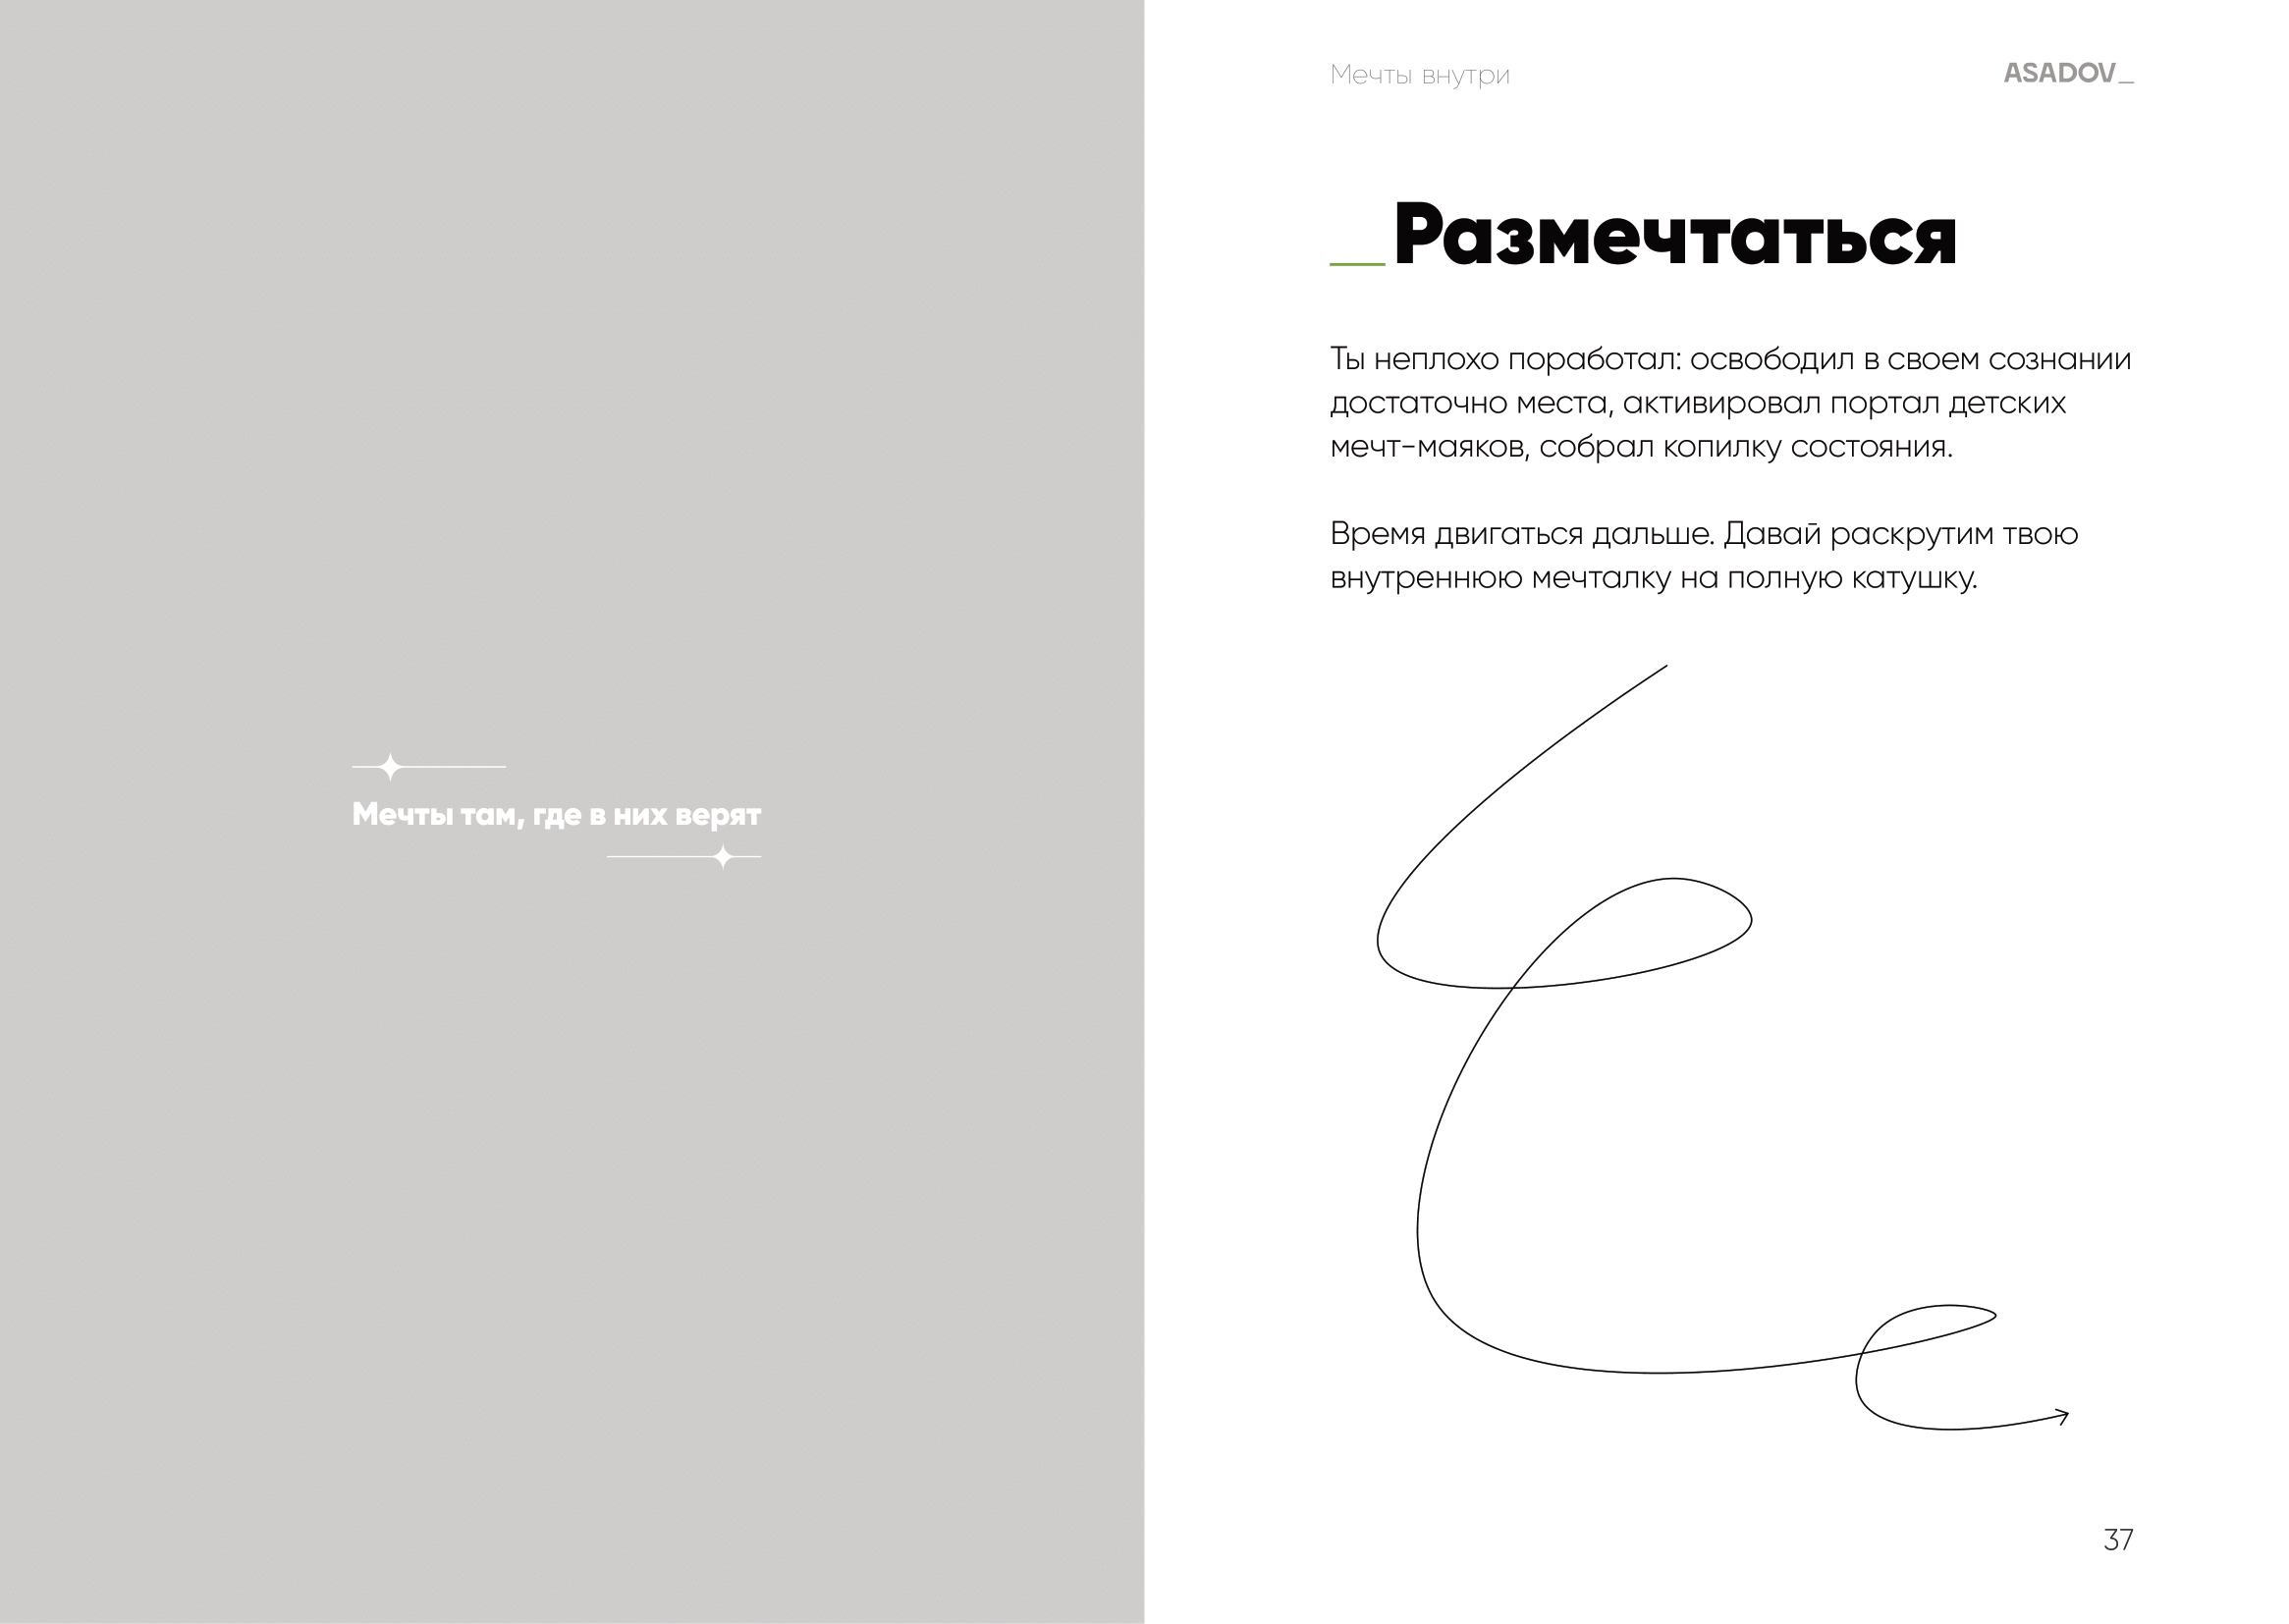 Мечты там, где в них верят
Мечты внутри
ASADOV_
_Размечтаться
Ты неплохо поработал: освободил в своем сознании
достаточно места, активировал портал детских
мечт-маяков, собрал копилку состояния.
Время двигаться дальше. Давай раскрутим твою
внутреннюю мечталку на полную катушку.
37